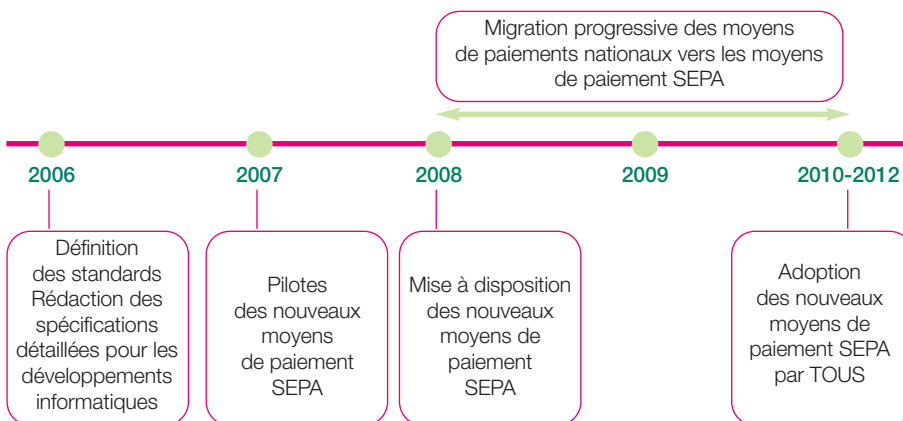 Migration progressive des moyens
de paiements nationaux vers les moyens
de paiement SEPA
2006
2007
2008
2009
2010-2012
Définition
des standards
Rédaction des
spécifications
détaillées pour les
développements
informatiques
Pilotes
des nouveaux
moyens
de paiement
SEPA
Mise à disposition
des nouveaux
moyens de
paiement
SEPA
Adoption
des nouveaux
moyens de
paiement SEPA
par TOUS